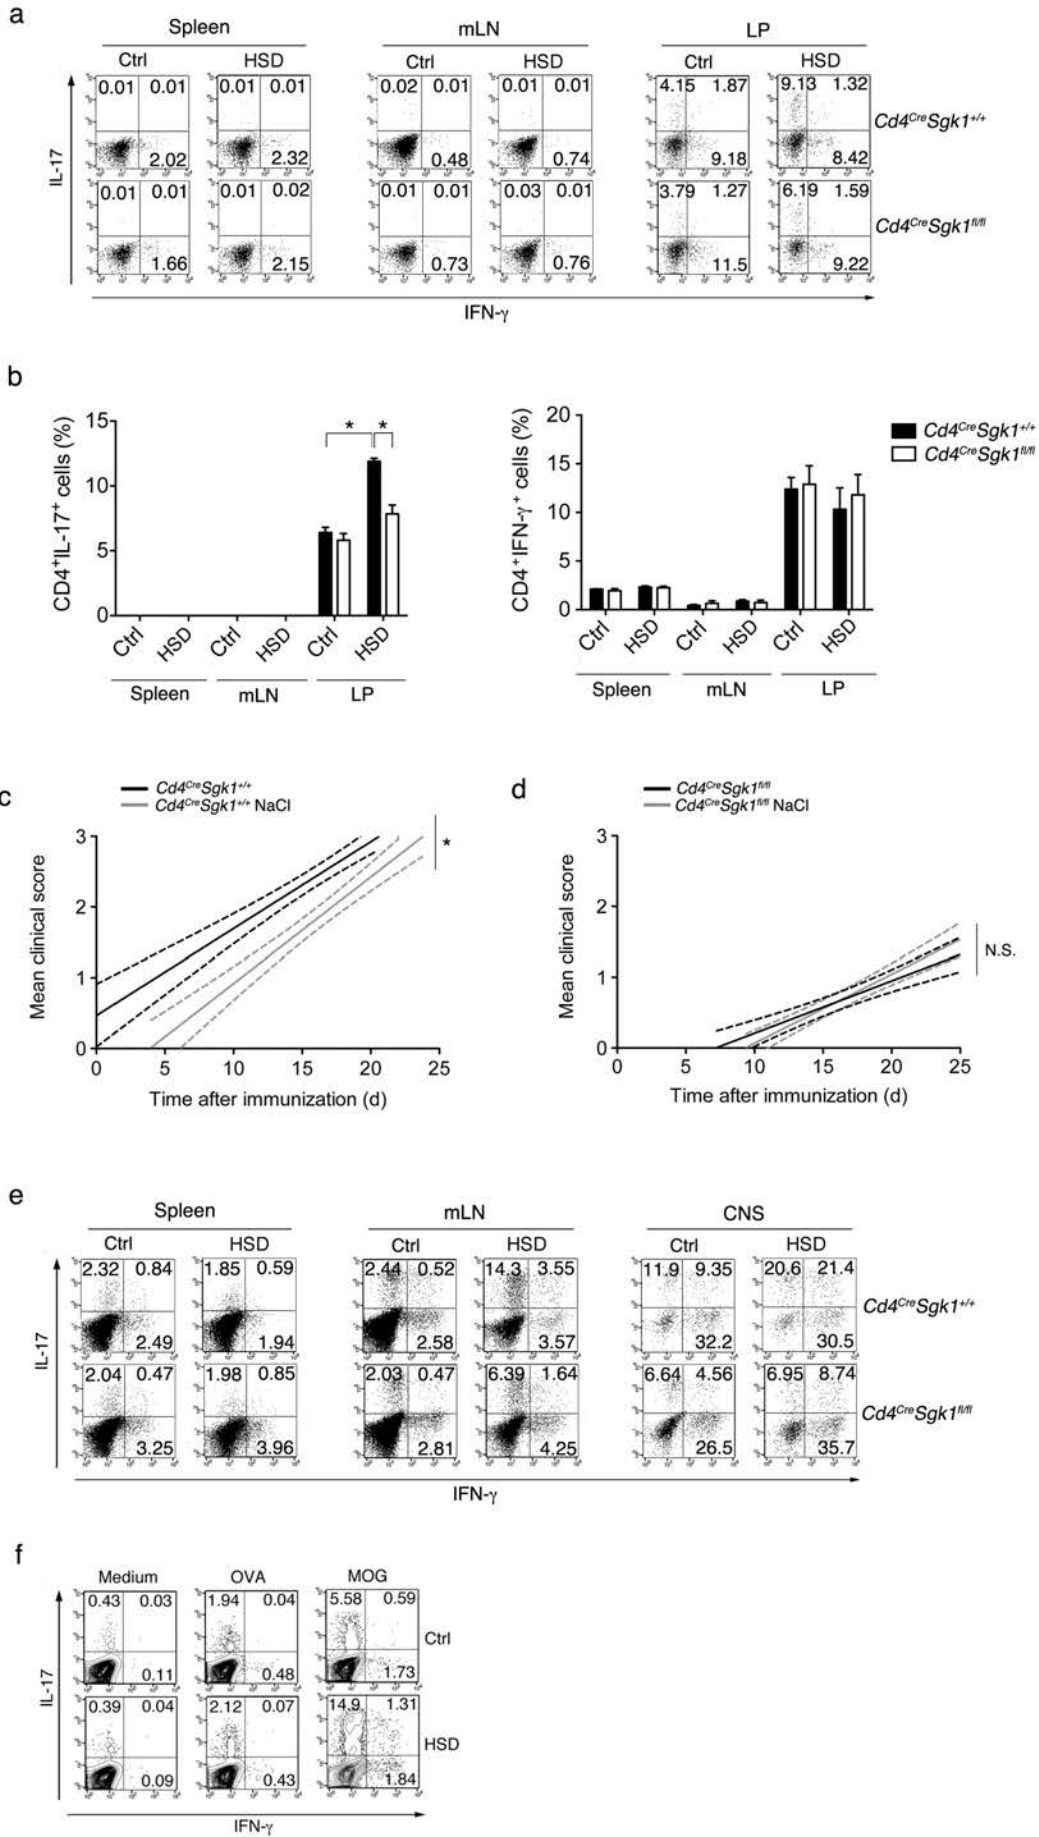 a
Spleen mLN LP
Ctrl HSD Ctrl HSD Ctrl HSD
0.01 0.01 0.01 0.01 0.02 0.01 0.01 0.01 4.15 1.87 9.13 1.32
Cd4CreSgk1+/+
2.02 2.32 0.48 0.74 9.18 8.42
IL-17
0.01 0.01 0.01 0.02 0.01 0.01 0.03 0.01 3.79 1.27 6.19 1.59
Cd4CreSgk1fl/fl
1.66 2.15 0.73 0.76 11.5 9.22
IFN-γ
b
CD4+IL-17+ cells (%)
15
10
5
0
* *
Ctrl HSD Ctrl HSD Ctrl HSD
Spleen mLN LP
CD4+IFN-γ+ cells (%)
20
15
10
5
0
Ctrl HSD Ctrl HSD Ctrl HSD
Spleen mLN LP
Cd4CreSgk1+/+
Cd4CreSgk1fl/fl
c
Cd4CreSgk1+/+
Cd4CreSgk1+/+ NaCl
Mean clinical score
3
2
1
0
*
0 5 10 15 20 25
Time after immunization (d)
d
Cd4CreSgk1fl/fl
Cd4CreSgk1fl/fl NaCl
Mean clinical score
3
2
1
0
N.S.
0 5 10 15 20 25
Time after immunization (d)
e
Spleen mLN CNS
Ctrl HSD Ctrl HSD Ctrl HSD
2.32 0.84 1.85 0.59 2.44 0.52 14.3 3.55 11.9 9.35 20.6 21.4
Cd4CreSgk1+/+
2.49 1.94 2.58 3.57 32.2 30.5
IL-17
2.04 0.47 1.98 0.85 2.03 0.47 6.39 1.64 6.64 4.56 6.95 8.74
Cd4CreSgk1fl/fl
3.25 3.96 2.81 4.25 26.5 35.7
IFN-γ
f
Medium OVA MOG
0.43 0.03 1.94 0.04 5.58 0.59
Ctrl
0.11 0.48 1.73
IL-17
0.39 0.04 2.12 0.07 14.9 1.31
HSD
0.09 0.43 1.84
IFN-γ